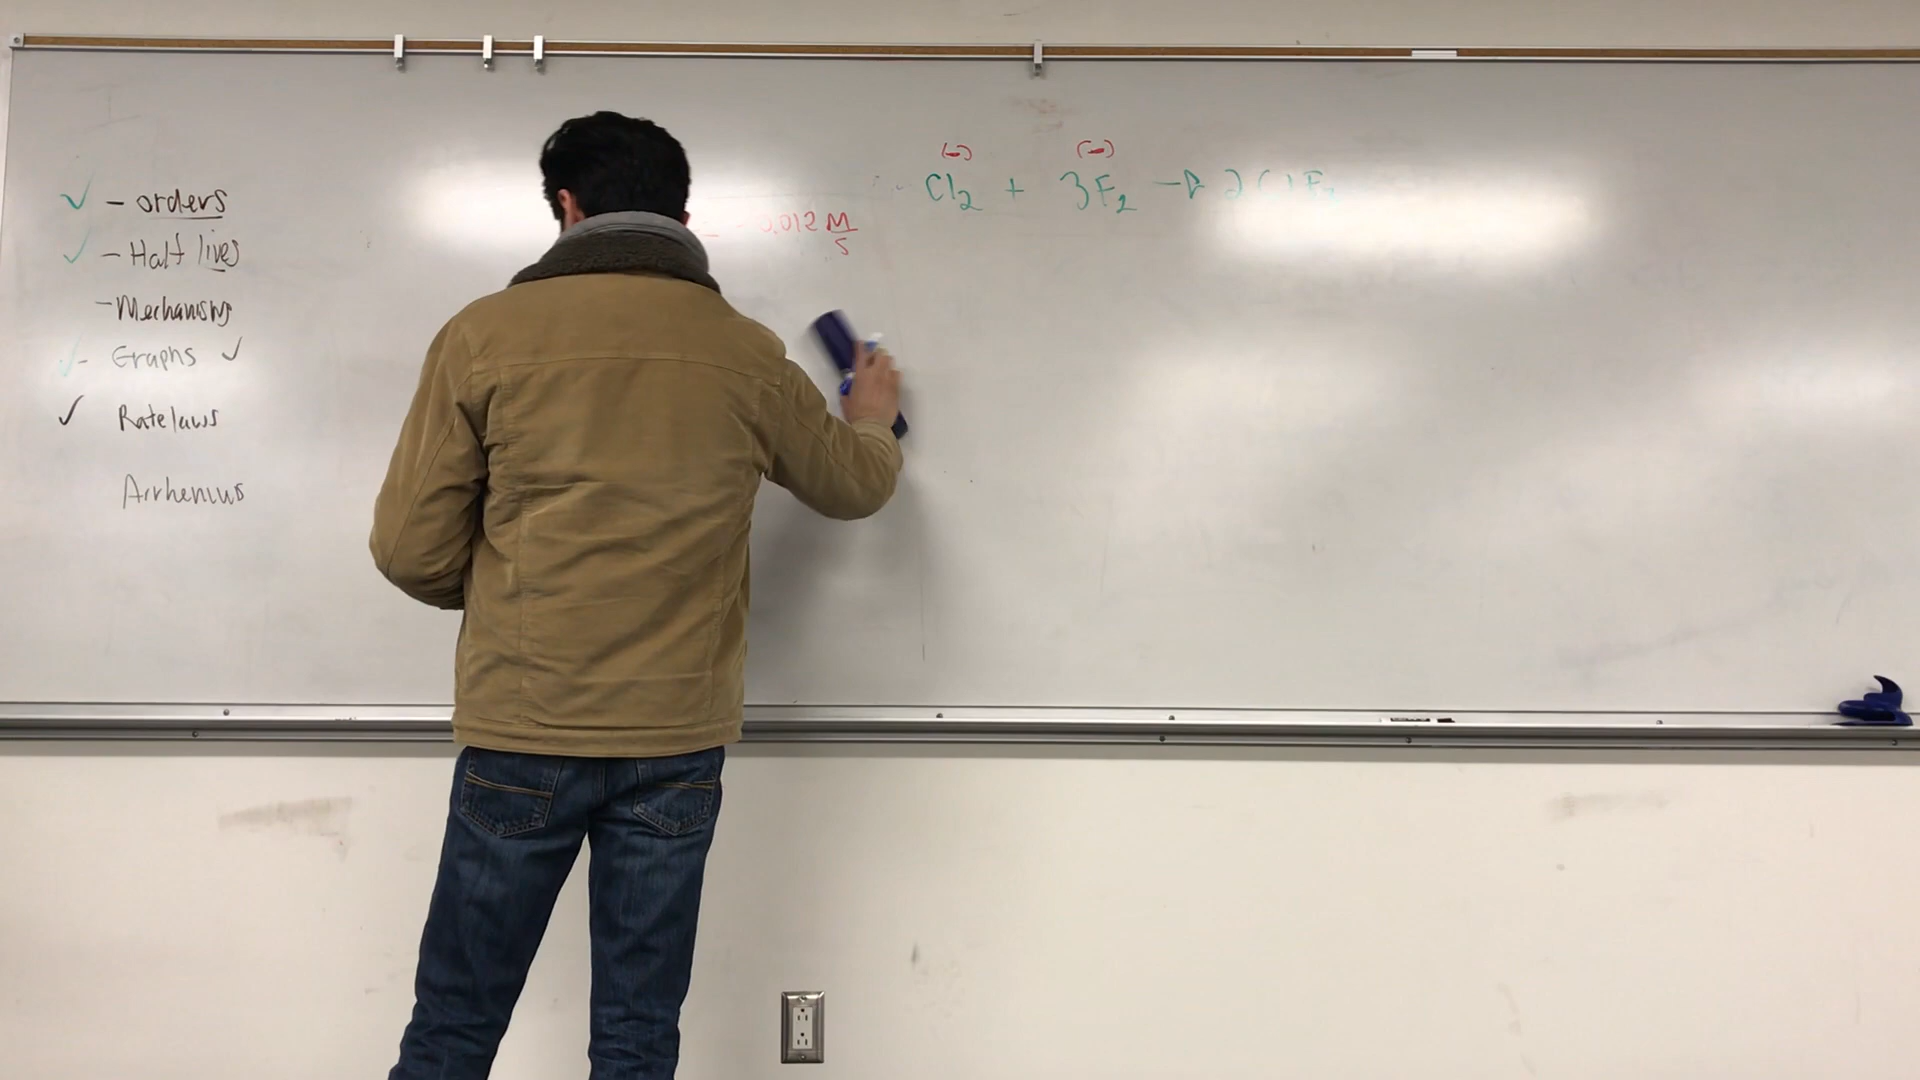 - orders
- Half lives
- Mechanisms
- Graphs ✓
Rate laws
Arrhenius
(-) (-)
Cl₂ + 3F₂ → 2ClF₃
= -0.012 M/s